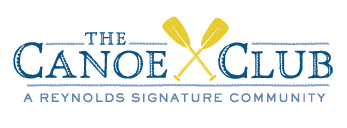 THE
CANOE CLUB
A REYNOLDS SIGNATURE COMMUNITY